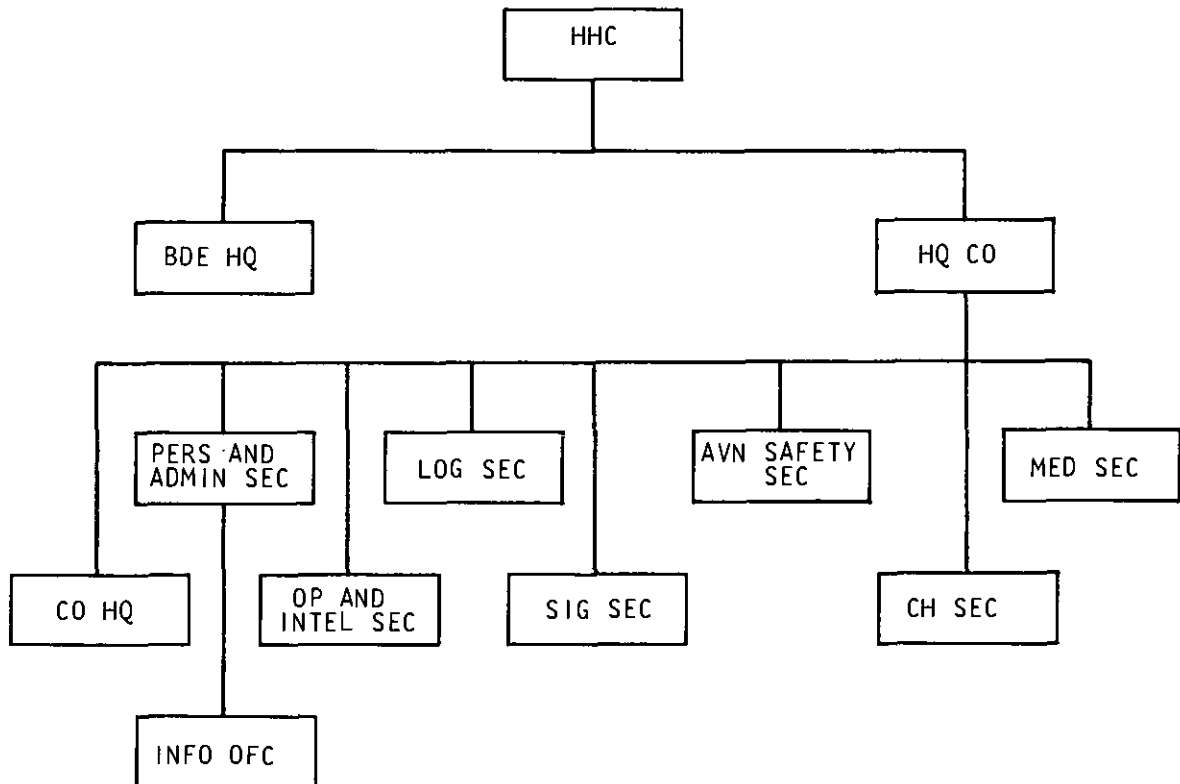 HHC
BDE HQ
HQ CO
PERS AND
ADMIN SEC
LOG SEC
AVN SAFETY
SEC
MED SEC
CO HQ
OP AND
INTEL SEC
SIG SEC
CH SEC
INFO OFC